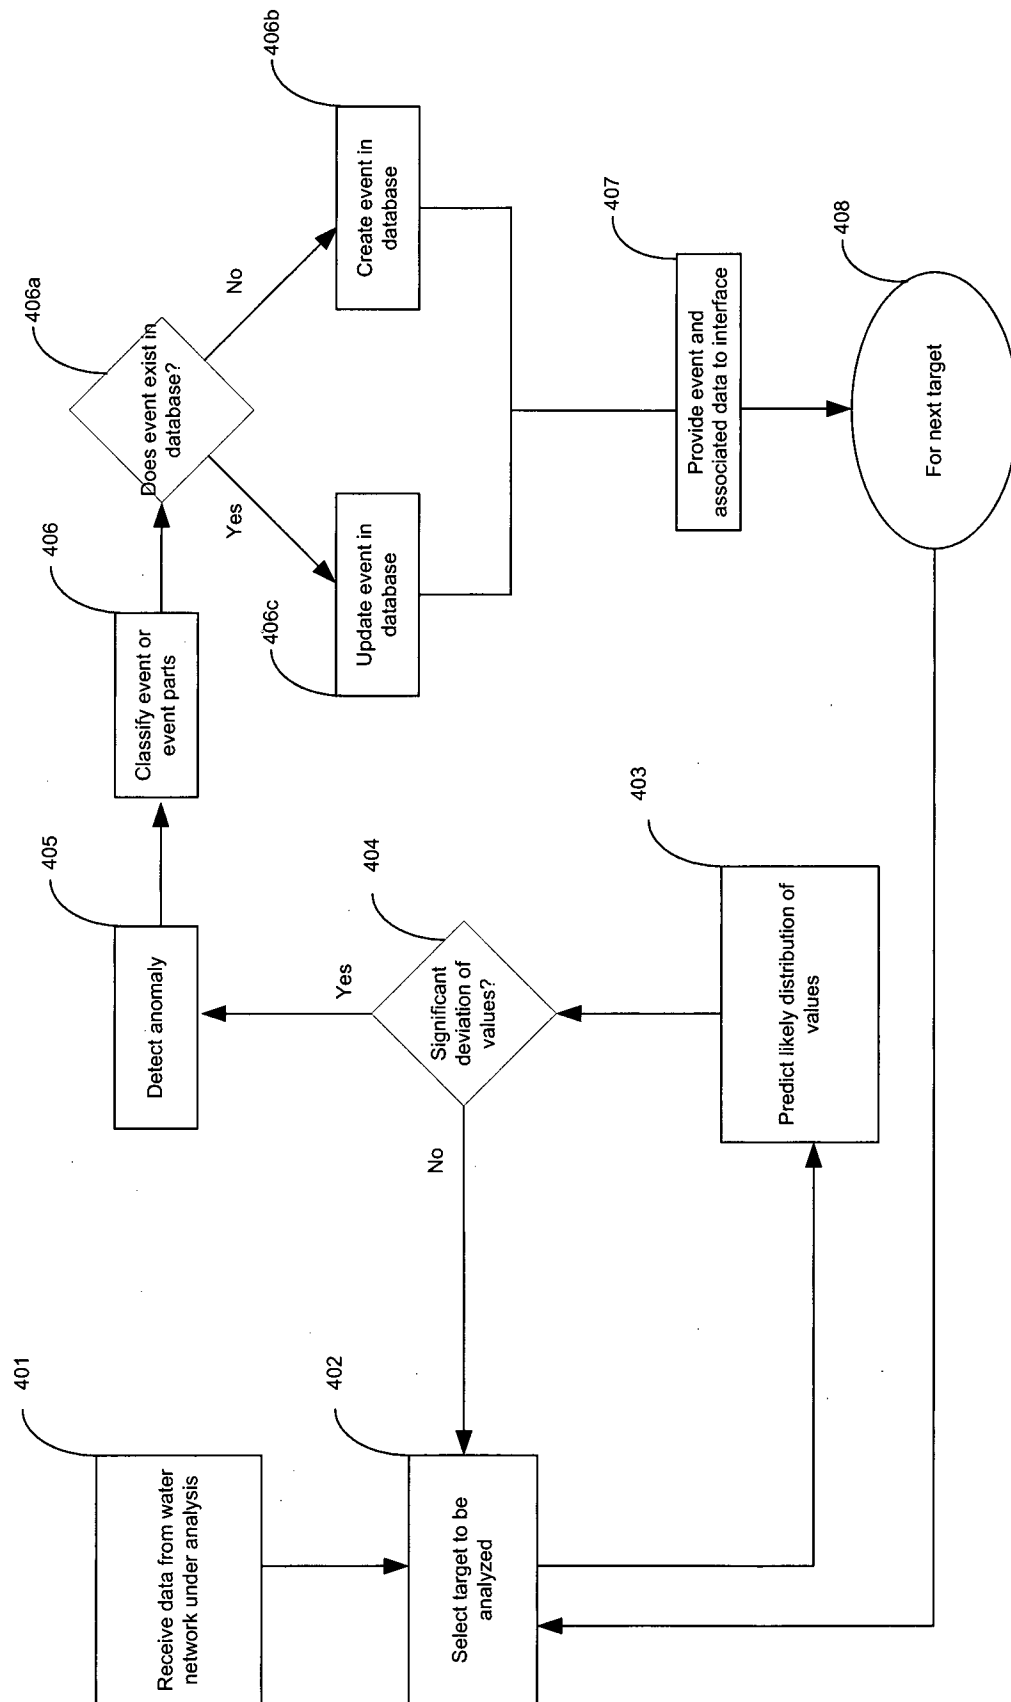 401
Receive data from water
network under analysis
402
Select target to be
analyzed
403
Predict likely distribution of
values
404
Significant
deviation of
values?
No
Yes
405
Detect anomaly
406
Classify event or
event parts
406a
Does event exist in
database?
Yes
No
406c
Update event in
database
406b
Create event in
database
407
Provide event and
associated data to interface
408
For next target